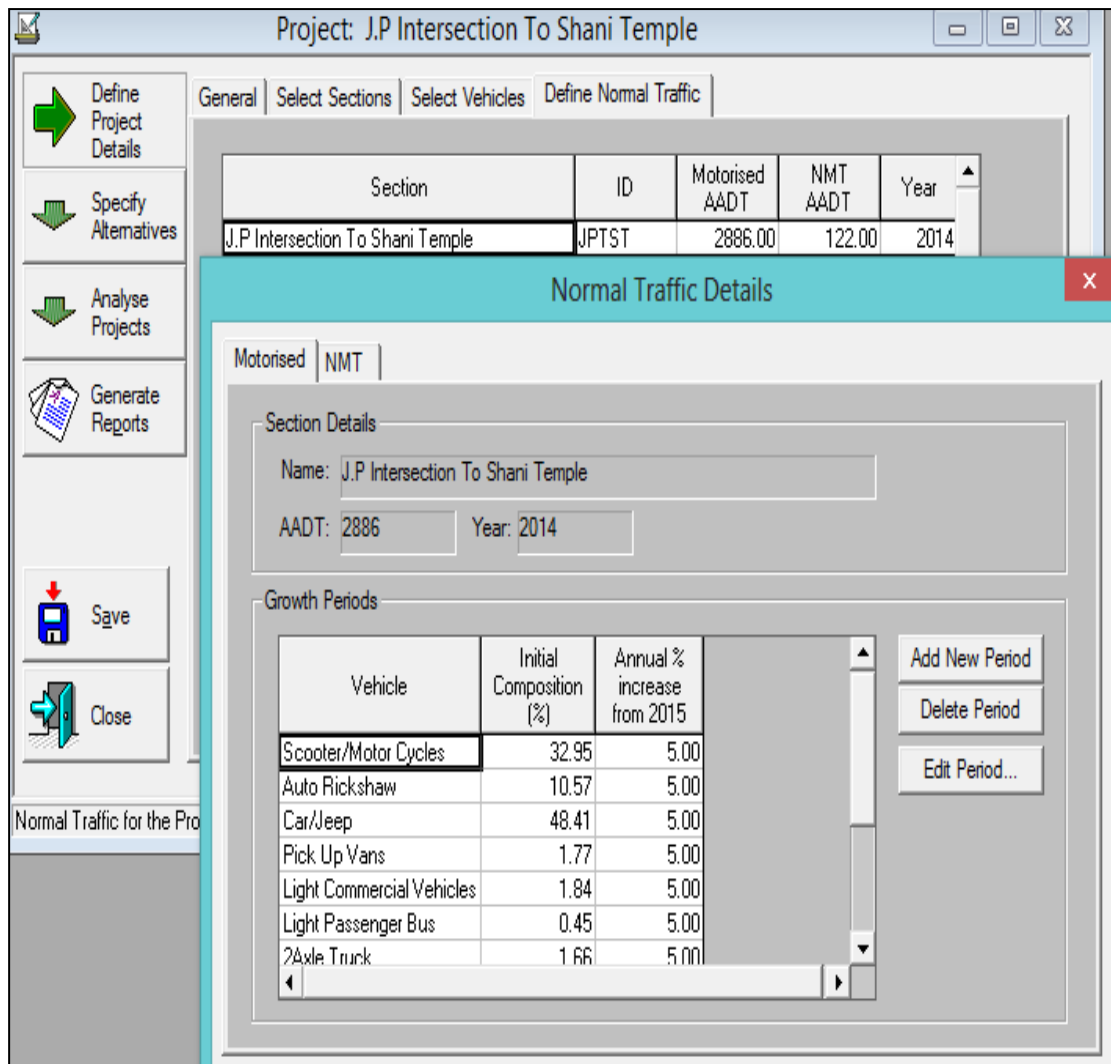 Project: J.P Intersection To Shani Temple
Define
Project
Details
Specify
Alternatives
Analyse
Projects
Generate
Reports
Save
Close
General Select Sections Select Vehicles Define Normal Traffic
Section ID Motorised AADT NMT AADT Year
J.P Intersection To Shani Temple JPTST 2886.00 122.00 2014
Normal Traffic for the Pro
Normal Traffic Details
x
Motorised NMT
Section Details
Name: J.P Intersection To Shani Temple
AADT: 2886 Year: 2014
Growth Periods
Vehicle Initial Composition (%) Annual % increase from 2015
Scooter/Motor Cycles 32.95 5.00
Auto Rickshaw 10.57 5.00
Car/Jeep 48.41 5.00
Pick Up Vans 1.77 5.00
Light Commercial Vehicles 1.84 5.00
Light Passenger Bus 0.45 5.00
2Axle Truck 1.66 5.00
Add New Period
Delete Period
Edit Period...